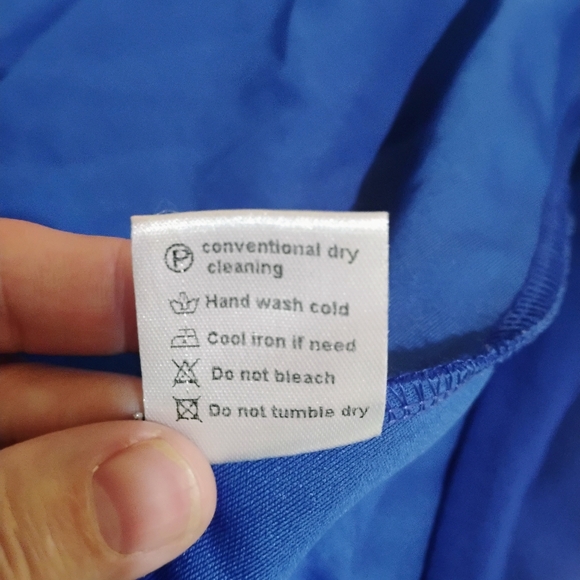 P conventional dry
cleaning
Hand wash cold
Cool iron if need
Do not bleach
Do not tumble dry